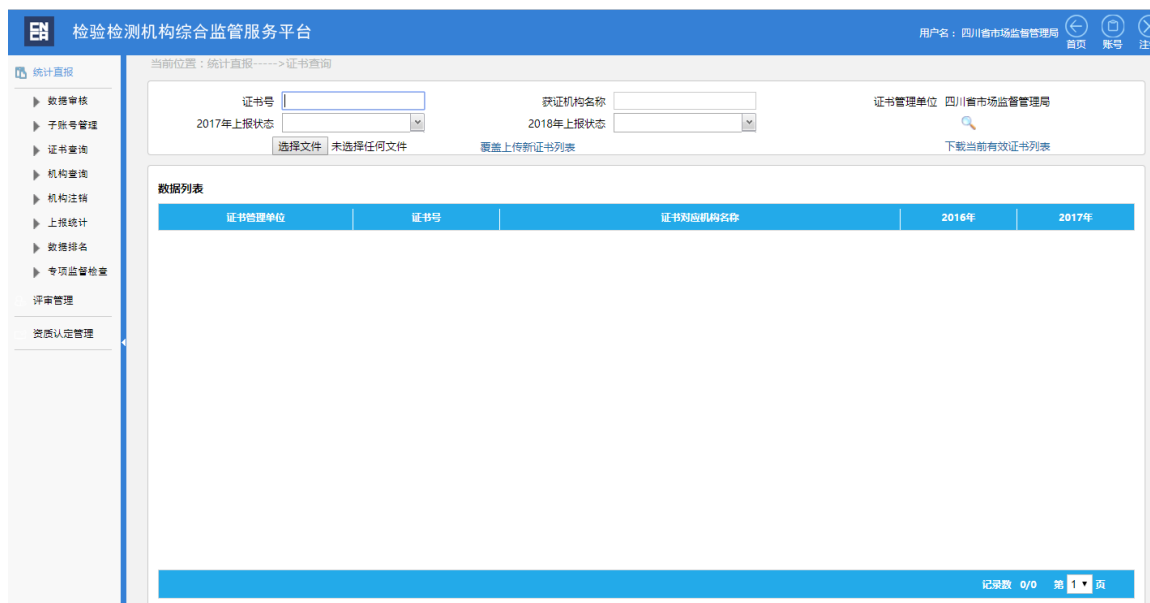 检验检测机构综合监管服务平台
用户名：四川省市场监督管理局
首页 账号
统计直报
数据审核
子账号管理
证书查询
机构查询
机构注销
上报统计
数据排名
专项监督检查
评审管理
资质认定管理
当前位置：统计直报----->证书查询
证书号 获证机构名称 证书管理单位 四川省市场监督管理局
2017年上报状态 2018年上报状态
选择文件 未选择任何文件 覆盖上传新证书列表 下载当前有效证书列表
数据列表
证书管理单位 证书号 证书对应机构名称 2016年 2017年
记录数 0/0 第 1 页